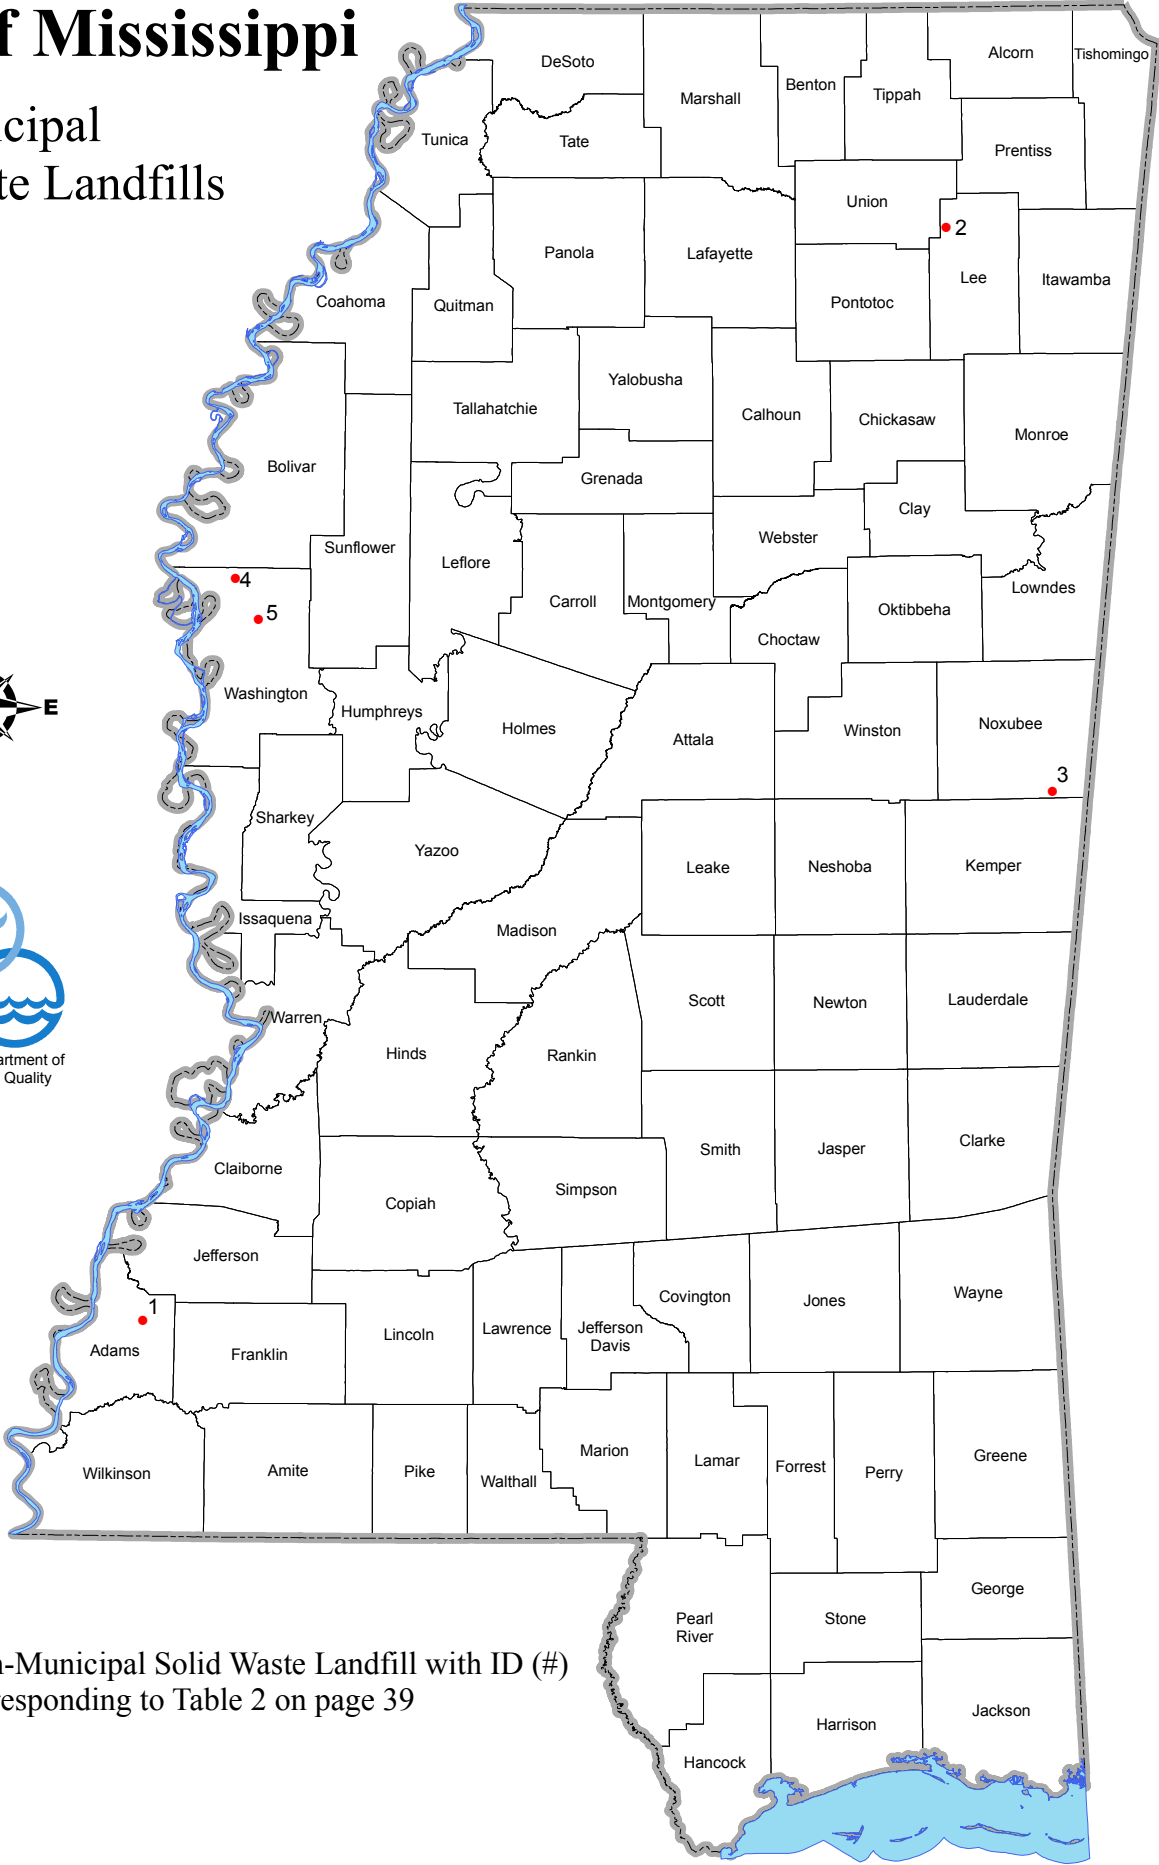 f Mississippi
icipal
te Landfills
DeSoto
Alcorn
Tishomingo
Marshall
Benton
Tippah
Tunica
Tate
Prentiss
Union
2
Panola
Lafayette
Lee
Itawamba
Coahoma
Quitman
Pontotoc
Yalobusha
Tallahatchie
Calhoun
Chickasaw
Monroe
Bolivar
Grenada
Clay
Webster
Sunflower
Leflore
4
Lowndes
Carroll
Montgomery
5
Oktibbeha
Choctaw
Washington
E
Humphreys
Holmes
Attala
Winston
Noxubee
3
Sharkey
Yazoo
Leake
Neshoba
Kemper
Issaquena
Madison
Scott
Newton
Lauderdale
Warren
Hinds
Rankin
artment of
Quality
Smith
Jasper
Clarke
Claiborne
Copiah
Simpson
Jefferson
Wayne
Covington
Jones
1
Lawrence
Jefferson
Davis
Lincoln
Adams
Franklin
Marion
Lamar
Forrest
Perry
Greene
Wilkinson
Amite
Pike
Walthall
George
Pearl
River
Stone
n-Municipal Solid Waste Landfill with ID (#)
responding to Table 2 on page 39
Jackson
Harrison
Hancock